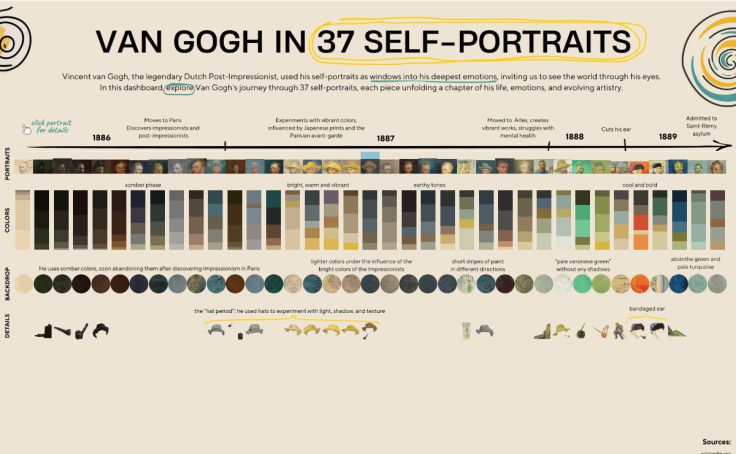 VAN GOGH IN 37 SELF-PORTRAITS
Vincent van Gogh, the legendary Dutch Post-Impressionist, used his self-portraits as windows into his deepest emotions, inviting us to see the world through his eyes.
In this dashboard, explore Van Gogh's journey through 37 self-portraits, each piece unfolding a chapter of his life, emotions, and evolving artistry.
click portrait
for details
1886
Moves to Paris
Discovers impressionists and
post-impressionists
Experiments with vibrant colors,
influenced by Japanese prints and the
Parisian avant-garde
1887
Moved to Arles, creates
vibrant works, struggles with
mental health
1888
Cuts his ear
1889
Admitted to
Saint-Rémy
asylum
PORTRAITS
somber phase
bright, warm and vibrant
earthy tones
cool and bold
COLORS
He uses somber colors, soon abandoning them after discovering Impressionism in Paris
lighter colors under the influence of the
bright colors of the Impressionists
short stripes of paint
in different directions
"pale veronese green"
without any shadows
absinthe green and
pale turquoise
BACKDROP
the "hat period": he used hats to experiment with light, shadow, and texture
bandaged ear
DETAILS
Sources: